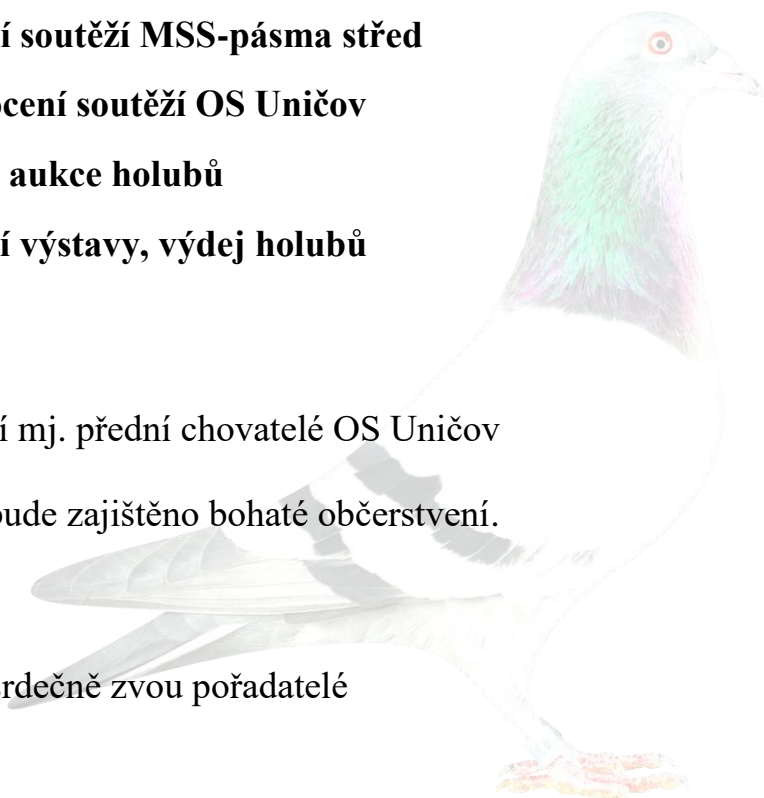 í soutěží MSS-pásma střed
ocení soutěží OS Uničov
aukce holubů
í výstavy, výdej holubů
í mj. přední chovatelé OS Uničov
bude zajištěno bohaté občerstvení.
rdečně zvou pořadatelé